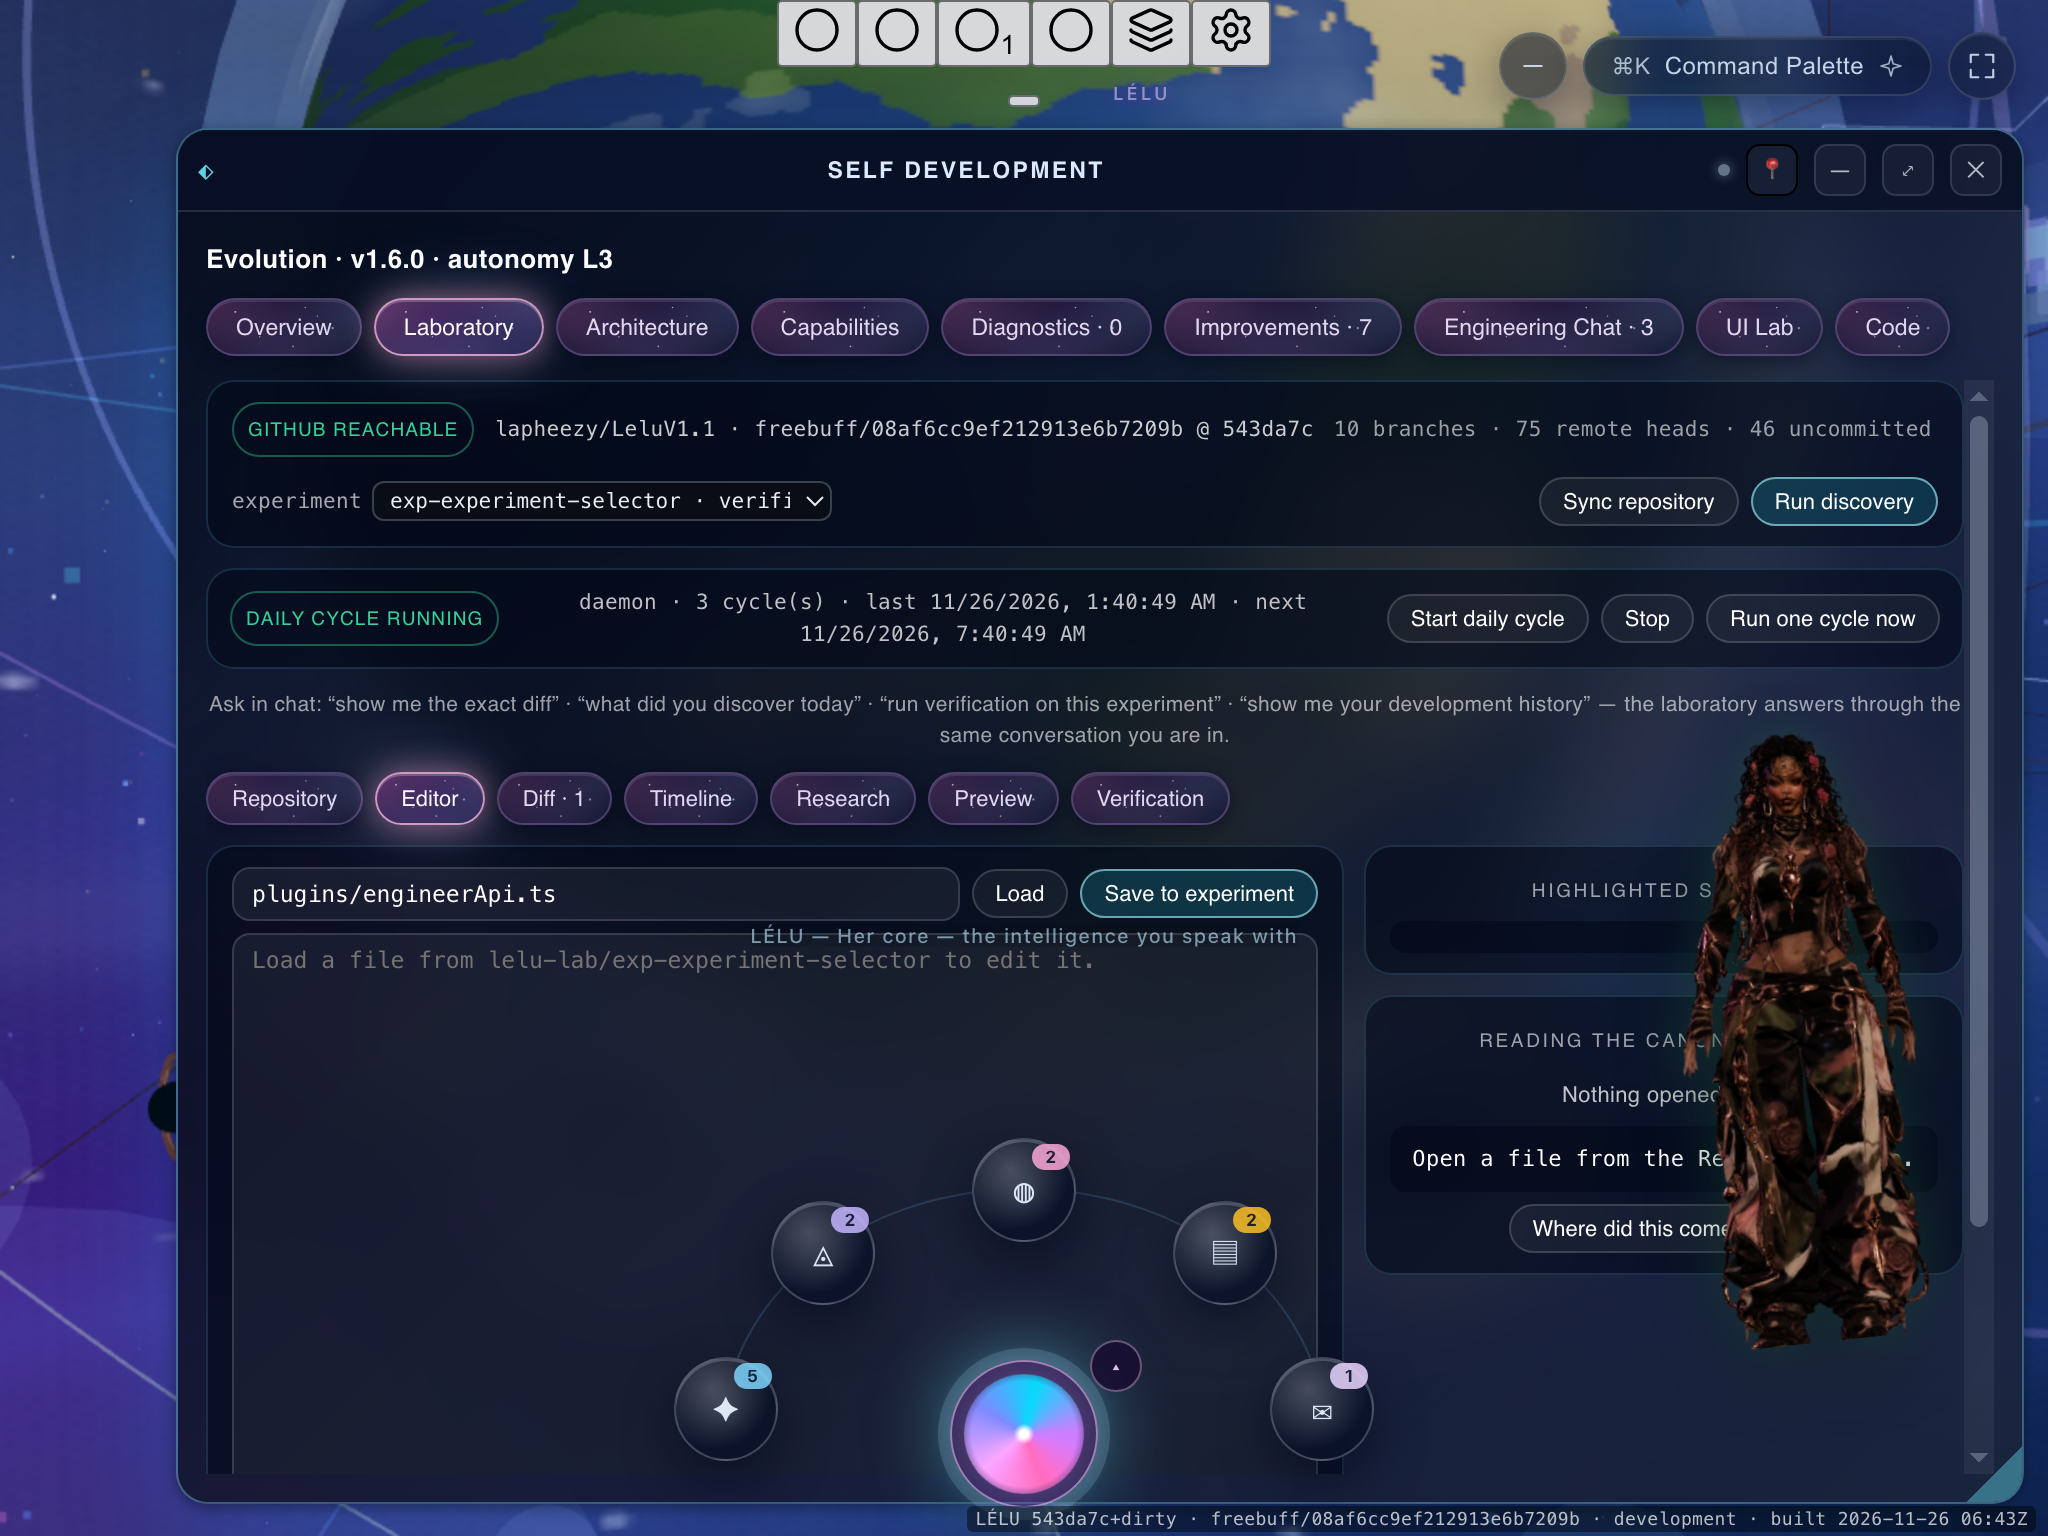 1
⌘K Command Palette
LÉLU
SELF DEVELOPMENT
Evolution · v1.6.0 · autonomy L3
Overview
Laboratory
Architecture
Capabilities
Diagnostics · 0
Improvements · 7
Engineering Chat · 3
UI Lab
Code
GITHUB REACHABLE
lapheezy/LeluV1.1 · freebuff/08af6cc9ef212913e6b7209b @ 543da7c
10 branches · 75 remote heads · 46 uncommitted
experiment
exp-experiment-selector · verifi
Sync repository
Run discovery
DAILY CYCLE RUNNING
daemon · 3 cycle(s) · last 11/26/2026, 1:40:49 AM · next
11/26/2026, 7:40:49 AM
Start daily cycle
Stop
Run one cycle now
Ask in chat: “show me the exact diff” · “what did you discover today” · “run verification on this experiment” · “show me your development history” — the laboratory answers through the
same conversation you are in.
Repository
Editor
Diff · 1
Timeline
Research
Preview
Verification
plugins/engineerApi.ts
Load
Save to experiment
LÉLU — Her core — the intelligence you speak with
Load a file from lelu-lab/exp-experiment-selector to edit it.
HIGHLIGHTED
READING THE
Nothing opened
Open a file from the
Where did this come
2
2
2
5
1
LÉLU 543da7c+dirty · freebuff/08af6cc9ef212913e6b7209b · development · built 2026-11-26 06:43Z